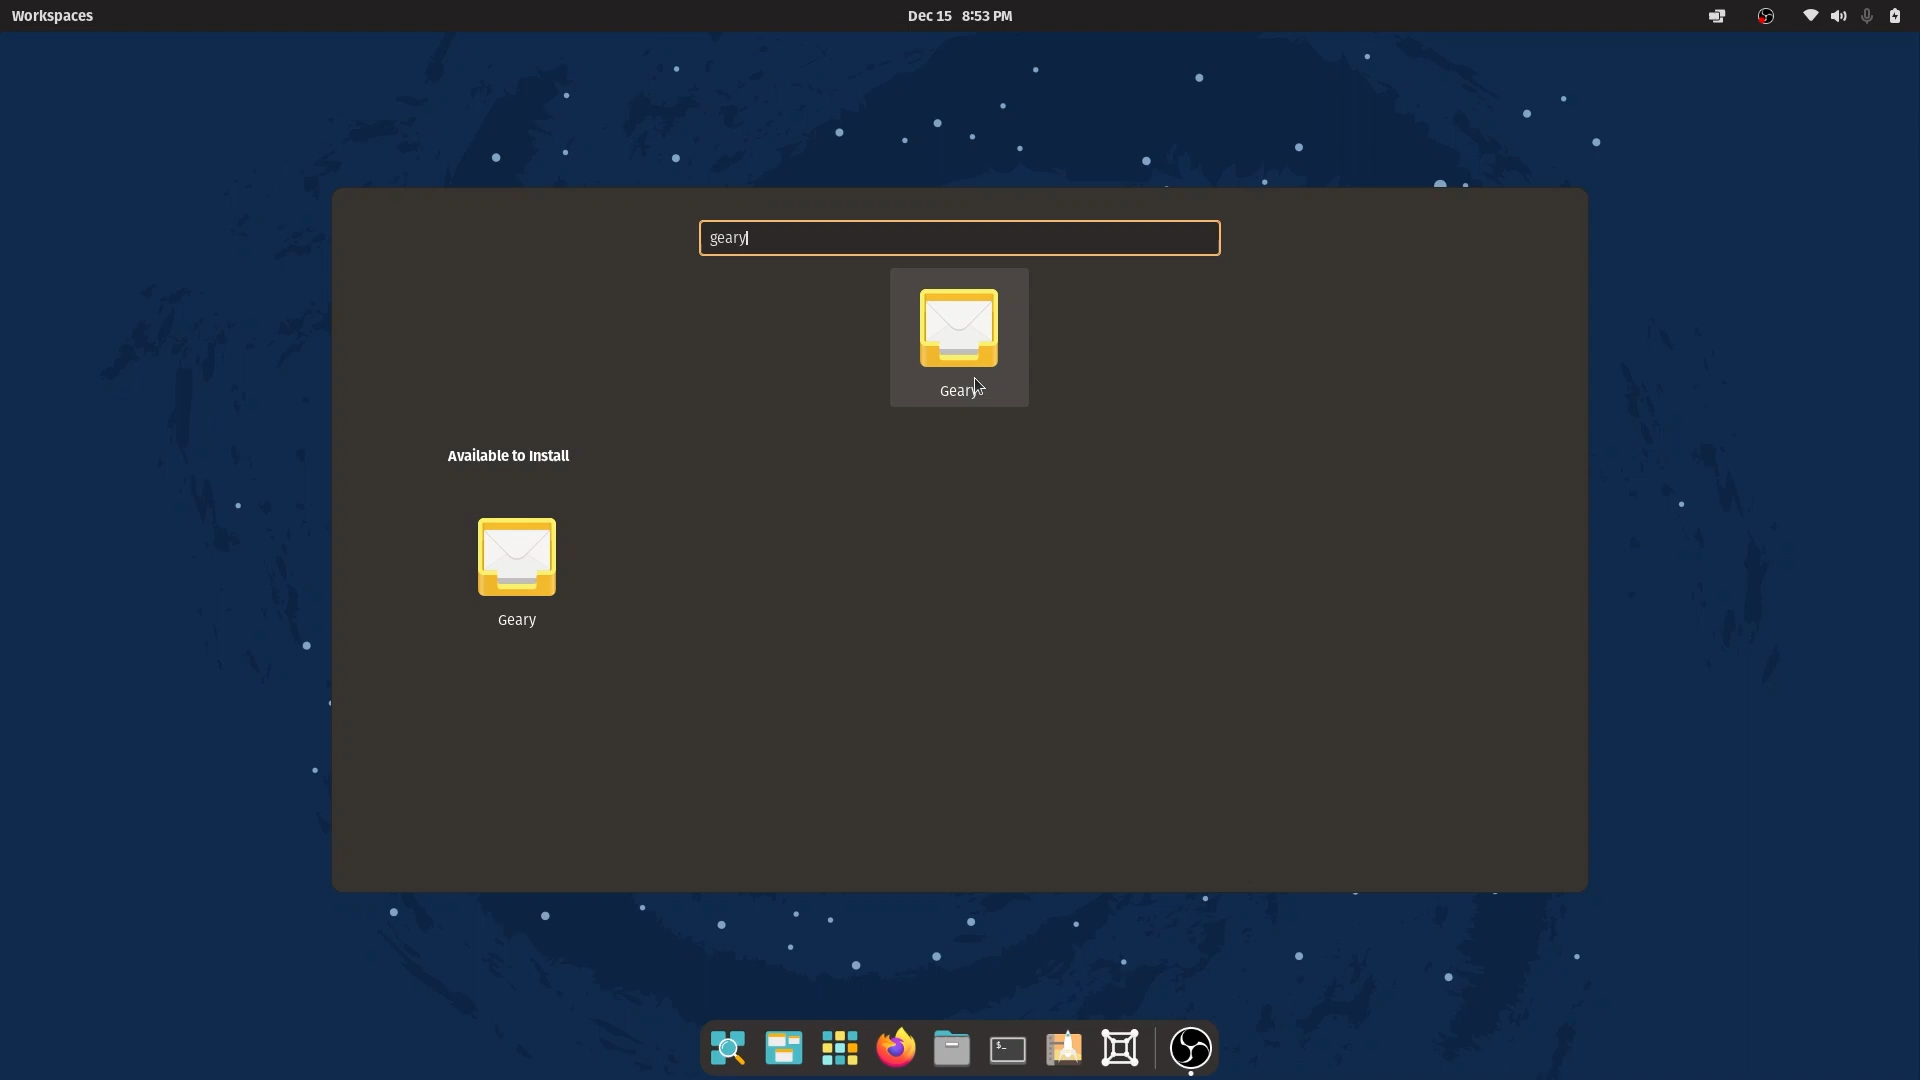 Workspaces
Dec 15 8:53 PM
geary
Geary
Available to Install
Geary
$_